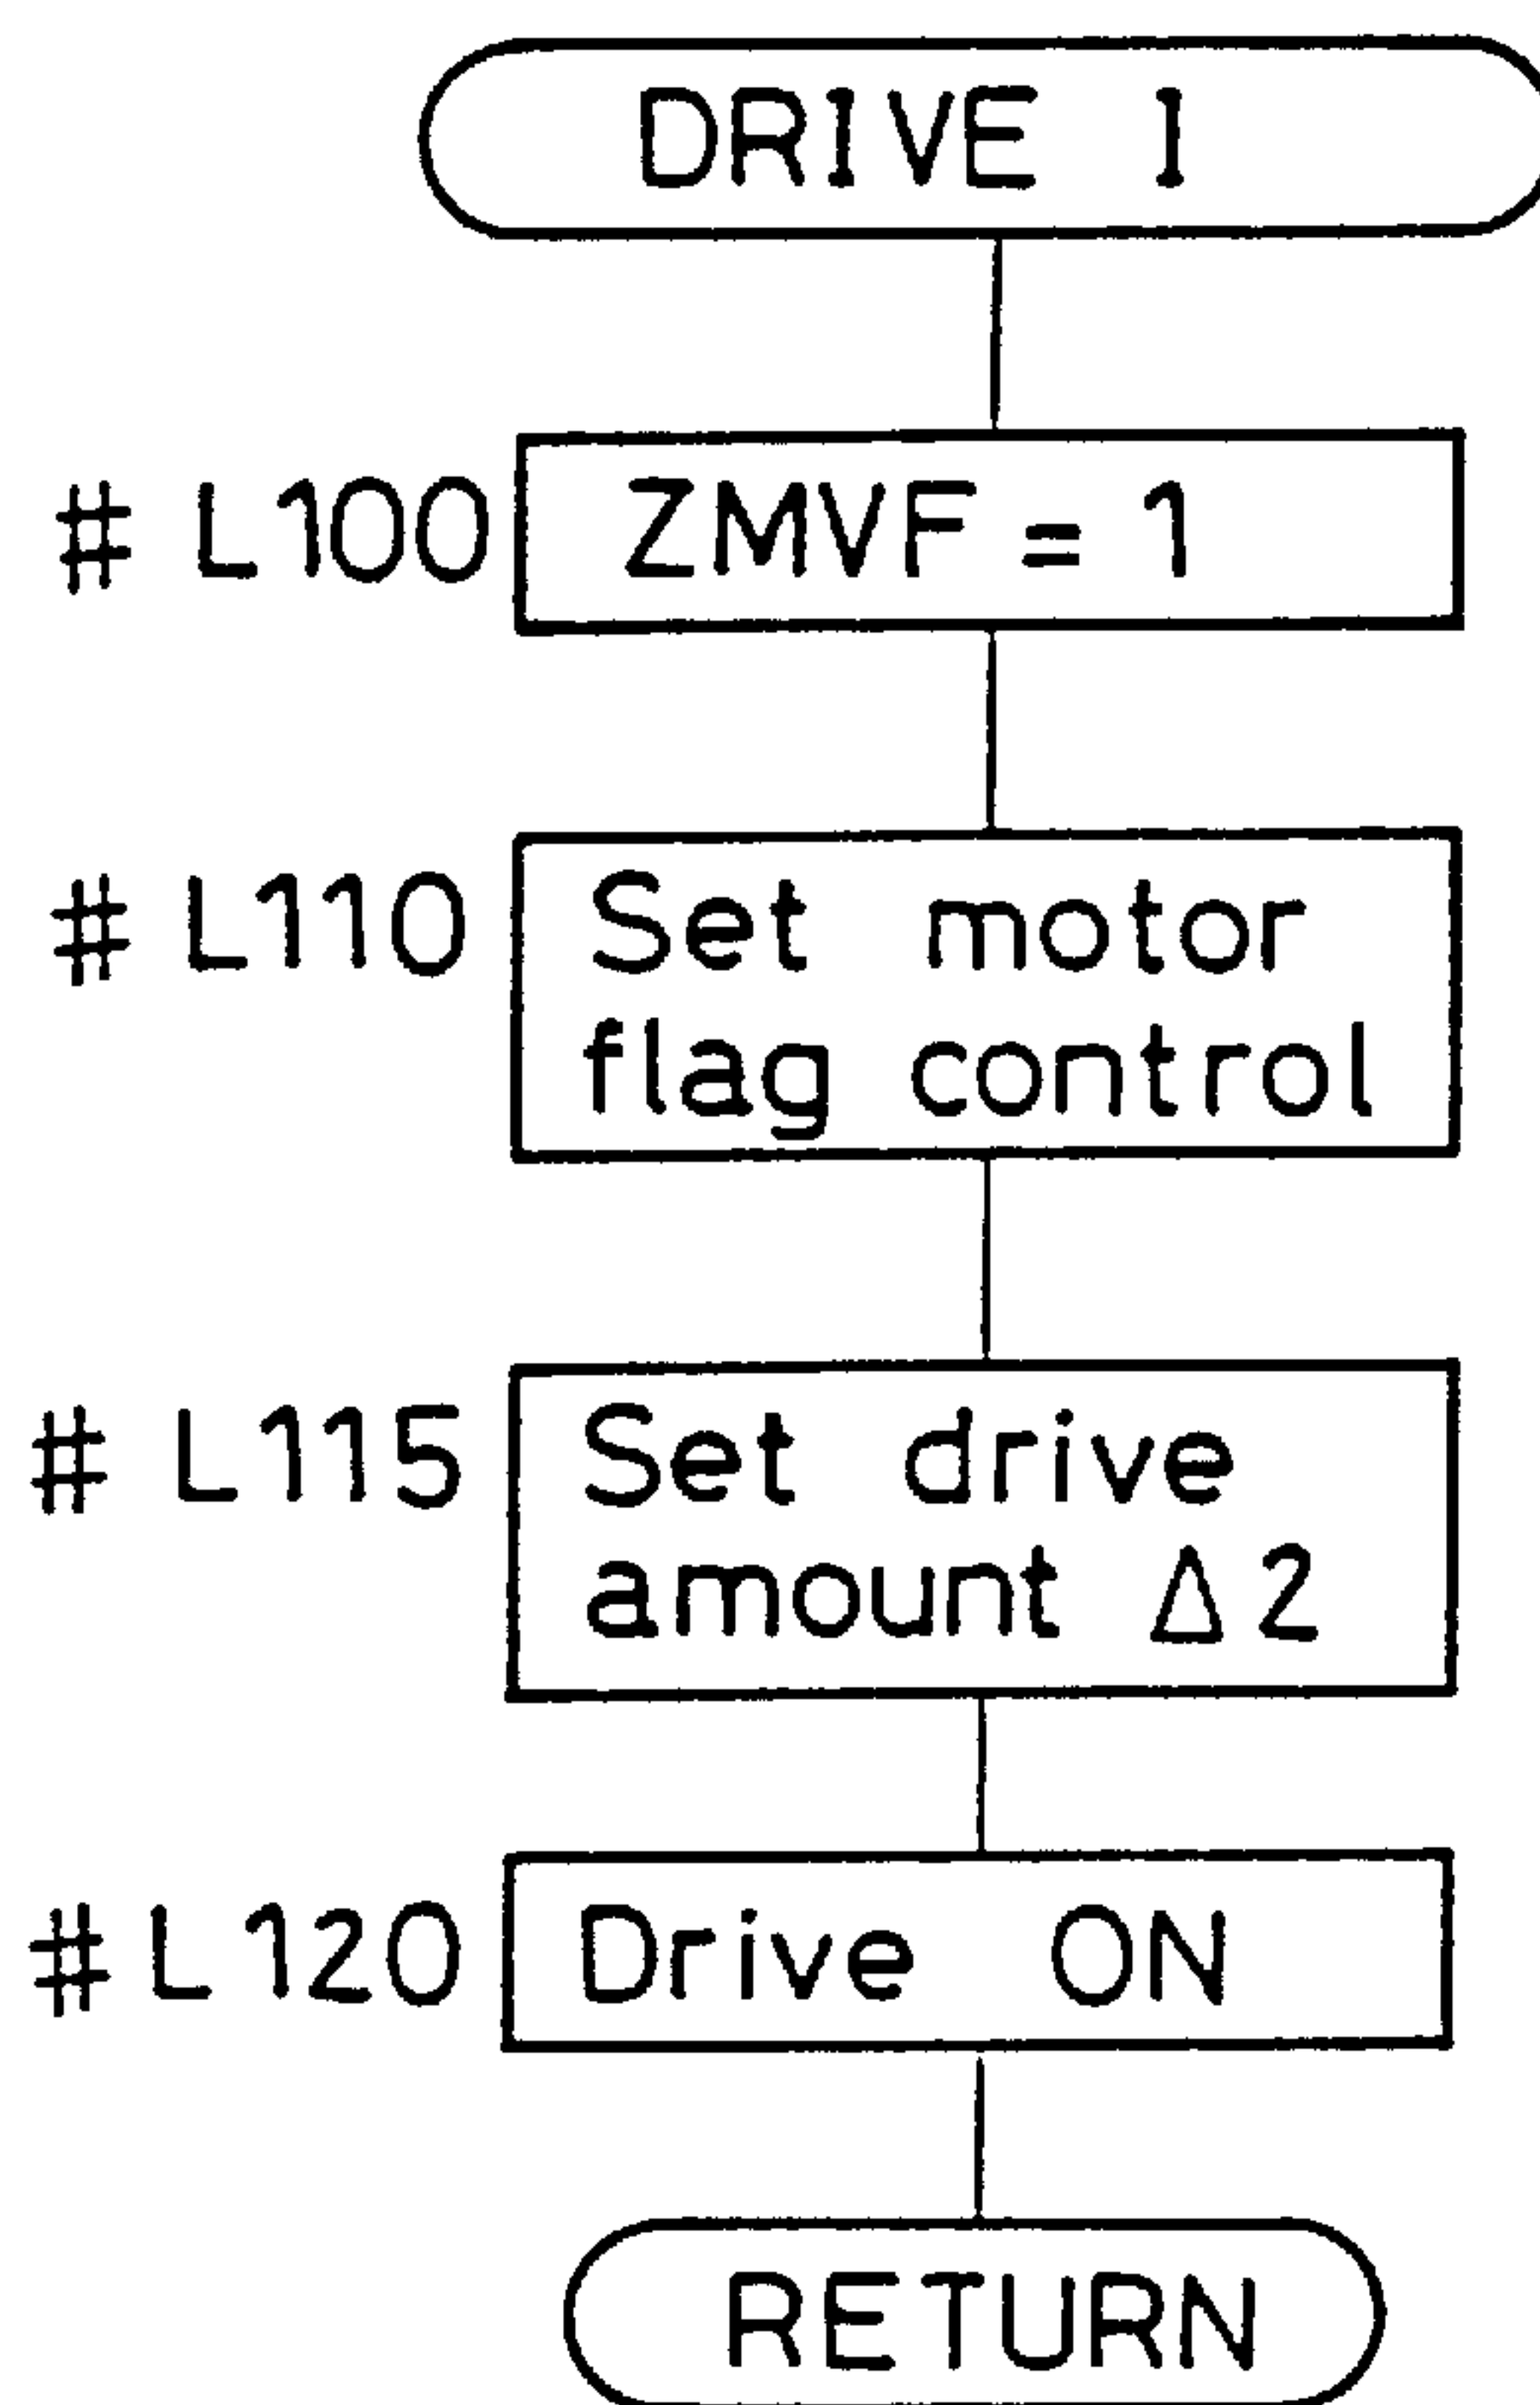 DRIVE I
# L100 ZMVF = 1
# L110 Set motor
flag control
# L115 Set drive
amount Δ2
# L120 Drive ON
RETURN